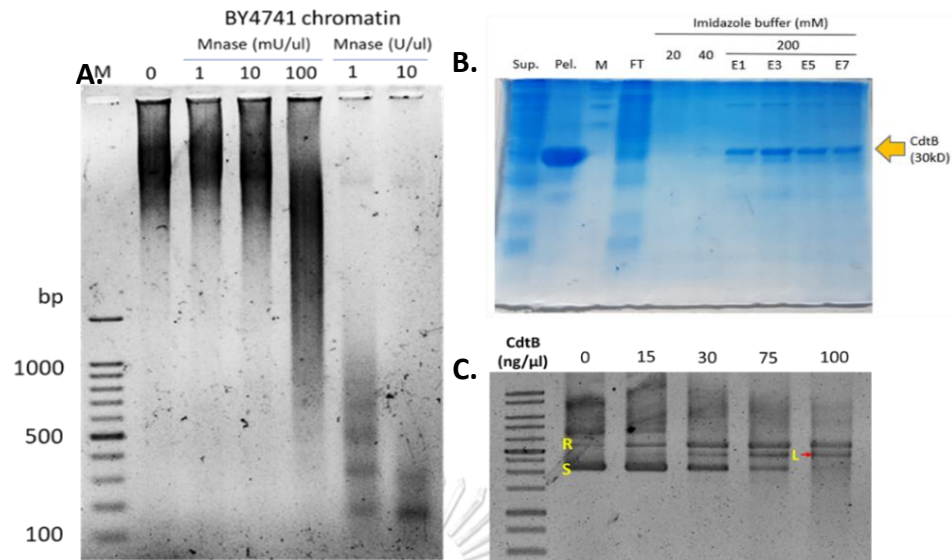 BY4741 chromatin
Mnase (mU/ul) Mnase (U/ul)
A. M 0 1 10 100 1 10
bp
1000
500
100
B.
Imidazole buffer (mM)
20 40 200
Sup. Pel. M FT E1 E3 E5 E7
CdtB
(30kD)
C.
CdtB
(ng/µl) 0 15 30 75 100
R
L
S